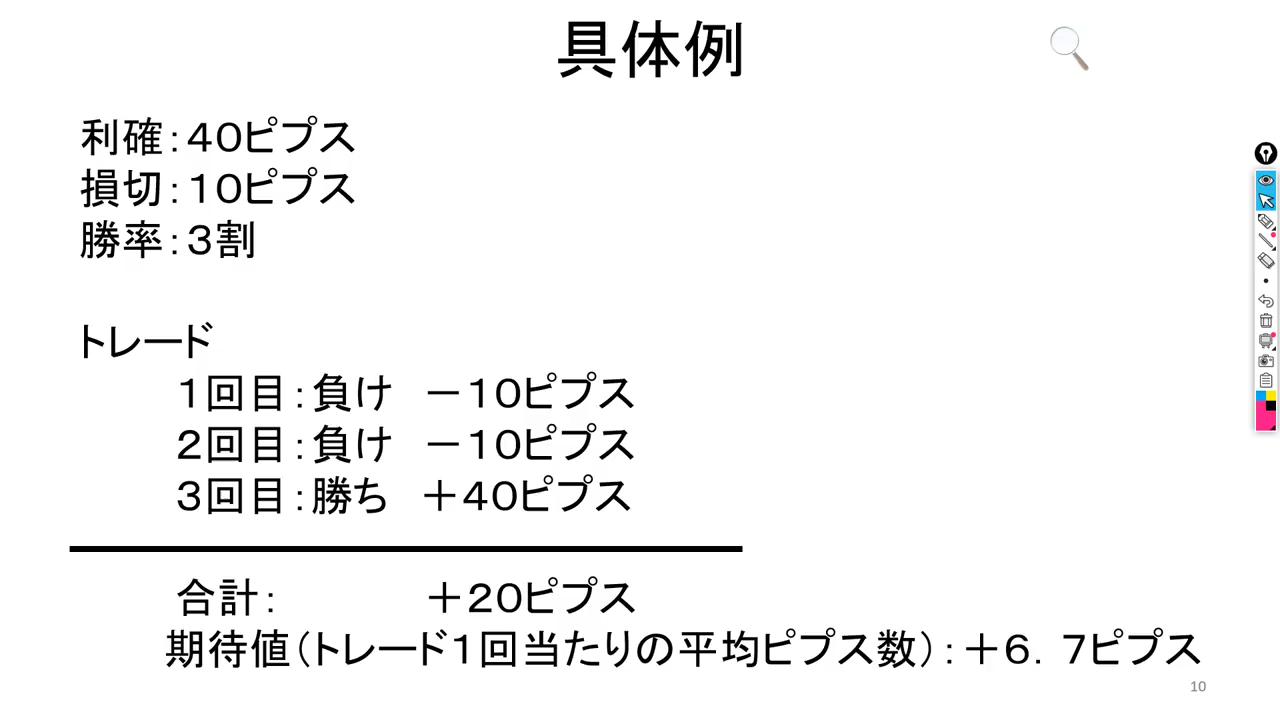 具体例
利確：４０ピプス
損切：１０ピプス
勝率：３割
トレード
１回目：負け　－１０ピプス
２回目：負け　－１０ピプス
３回目：勝ち　＋４０ピプス
合計：　　　　＋２０ピプス
期待値（トレード１回当たりの平均ピプス数）：＋６．７ピプス
10